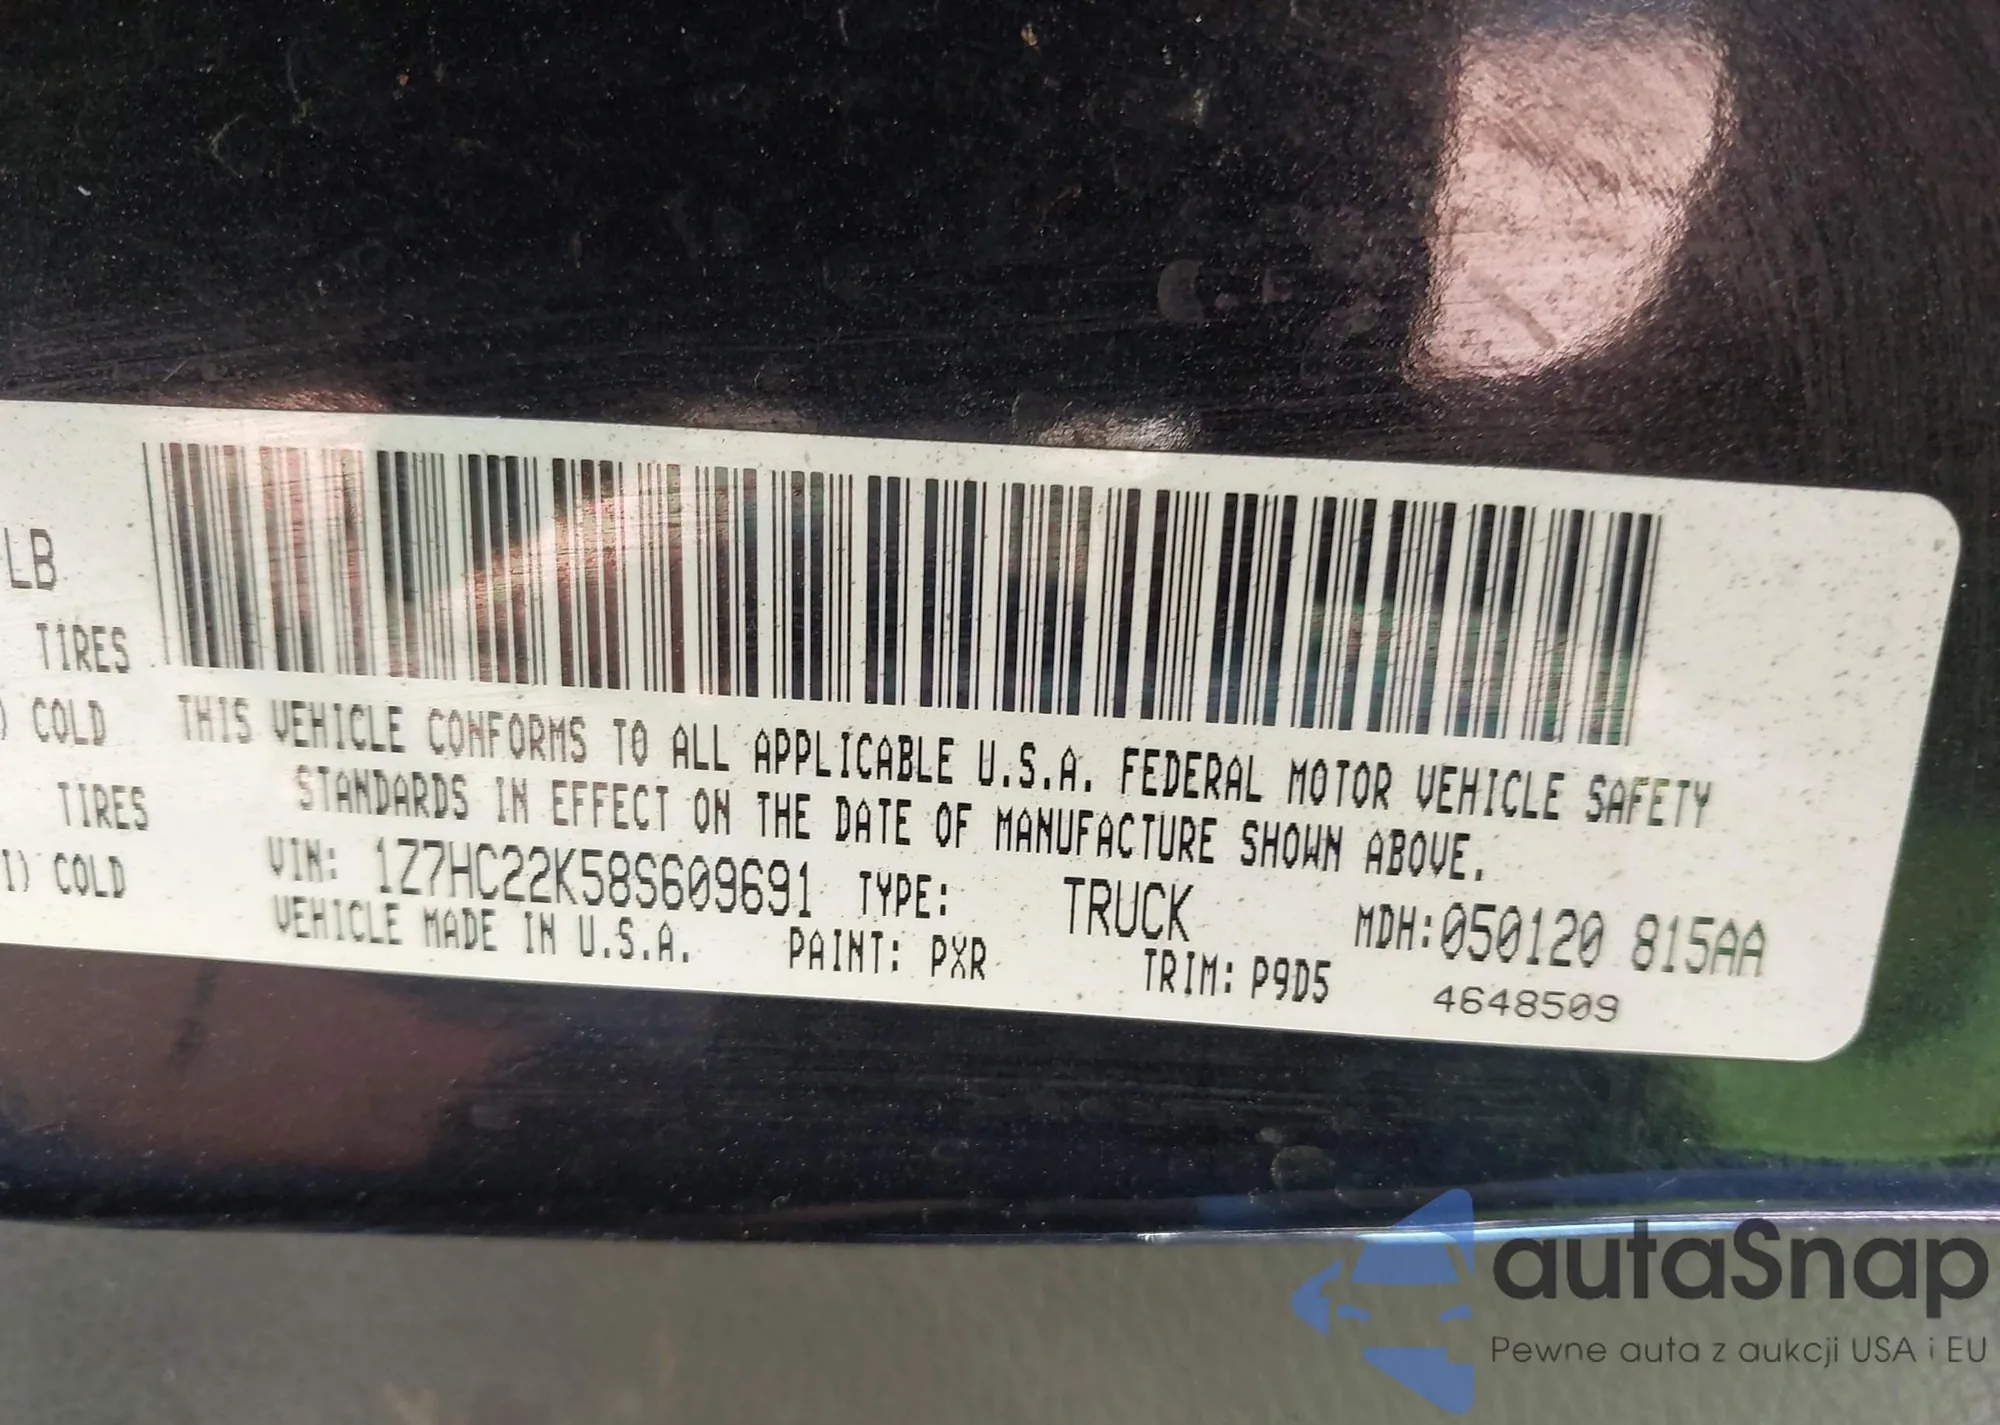 LB
TIRES
) COLD
TIRES
I) COLD
THIS VEHICLE CONFORMS TO ALL APPLICABLE U.S.A. FEDERAL MOTOR VEHICLE SAFETY
STANDARDS IN EFFECT ON THE DATE OF MANUFACTURE SHOWN ABOVE.
VIN: 1Z7HC22K58S609691 TYPE: TRUCK MDH:050120 815AA
VEHICLE MADE IN U.S.A. PAINT: PXR TRIM: P9D5 4648509
autaSnap
Pewne auta z aukcji USA i EU